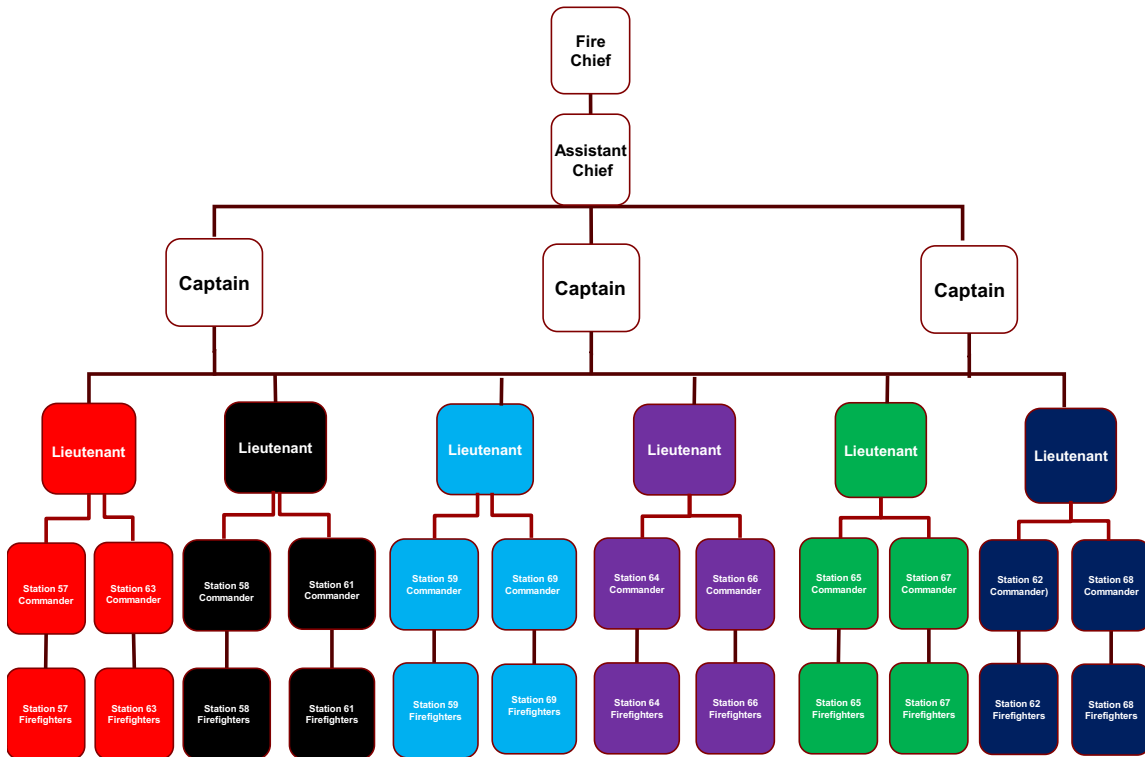 Fire
Chief
Assistant
Chief
Captain
Captain
Captain
Lieutenant
Lieutenant
Lieutenant
Lieutenant
Lieutenant
Lieutenant
Station 57
Commander
Station 63
Commander
Station 58
Commander
Station 61
Commander
Station 59
Commander
Station 69
Commander
Station 64
Commander
Station 66
Commander
Station 65
Commander
Station 67
Commander
Station 62
Commander)
Station 68
Commander
Station 57
Firefighters
Station 63
Firefighters
Station 58
Firefighters
Station 61
Firefighters
Station 59
Firefighters
Station 69
Firefighters
Station 64
Firefighters
Station 66
Firefighters
Station 65
Firefighters
Station 67
Firefighters
Station 62
Firefighters
Station 68
Firefighters